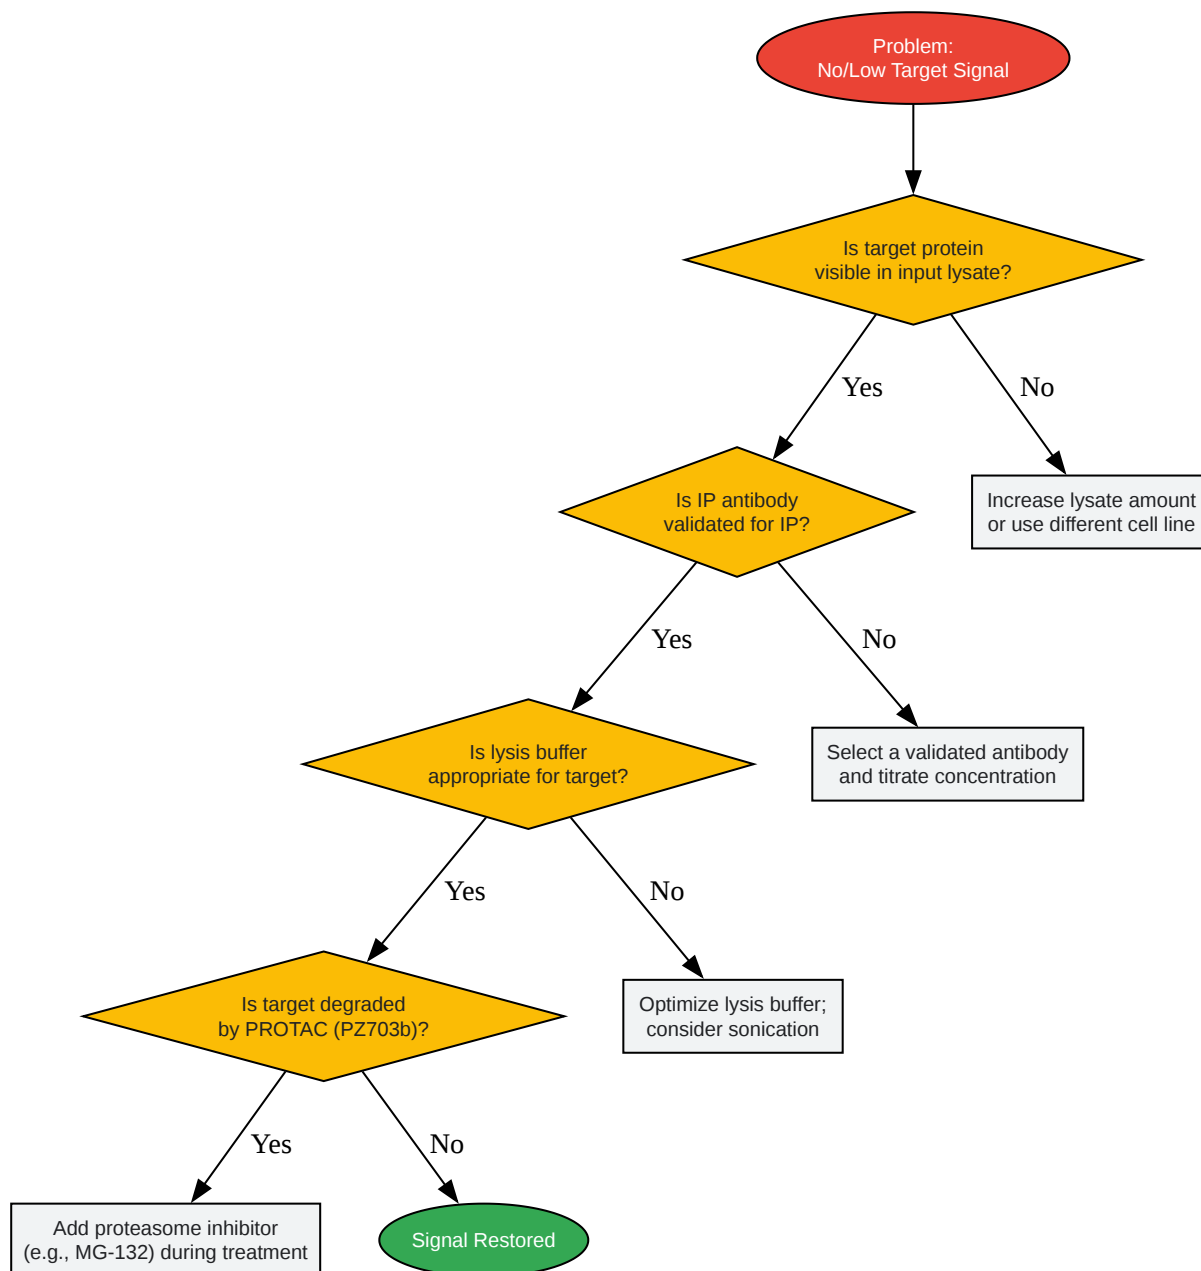 Problem:
No/Low Target Signal
Is target protein
visible in input lysate?
Yes
No
Is IP antibody
validated for IP?
Increase lysate amount
or use different cell line
Yes
No
Is lysis buffer
appropriate for target?
Select a validated antibody
and titrate concentration
Yes
No
Is target degraded
by PROTAC (PZ703b)?
Optimize lysis buffer;
consider sonication
Yes
No
Add proteasome inhibitor
(e.g., MG-132) during treatment
Signal Restored